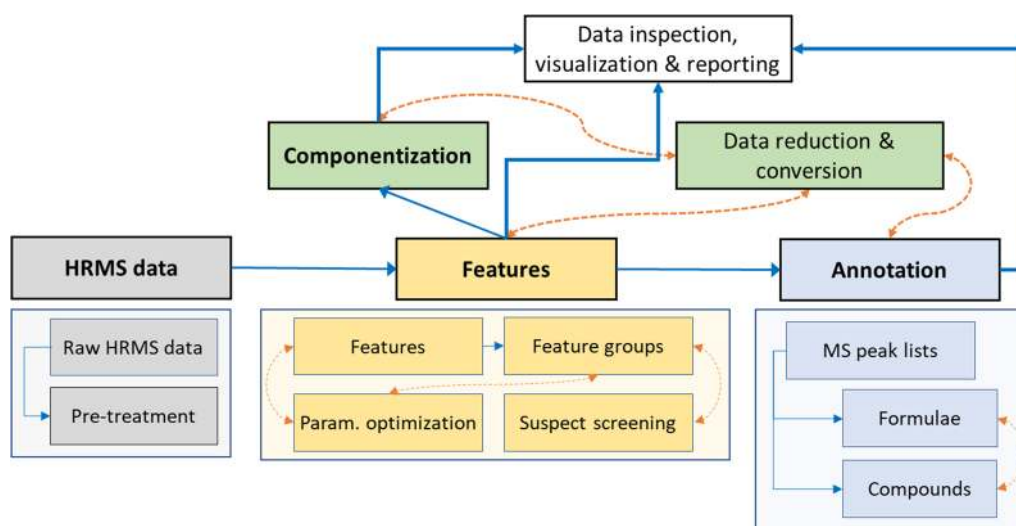 Data inspection,
visualization & reporting
Componentization
Data reduction &
conversion
HRMS data
Features
Annotation
Raw HRMS data
Pre-treatment
Features
Feature groups
Param. optimization
Suspect screening
MS peak lists
Formulae
Compounds